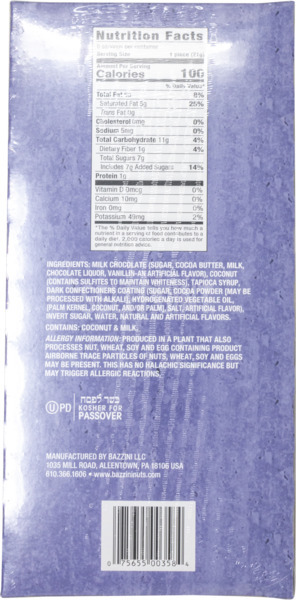 Nutrition Facts
Serving Size 1 piece (21g)
Amount Per Serving
Calories 100
% Daily Value*
Total Fat 6%
Saturated Fat 5g 25%
Trans Fat 0g
Cholesterol 0mg 0%
Sodium 5mg 0%
Total Carbohydrate 11g 4%
Dietary Fiber 1g 4%
Total Sugars 7g
Includes 7g Added Sugars 14%
Protein 1g
Vitamin D 0mcg 0%
Calcium 10mg 0%
Iron 0mg 0%
Potassium 49mg 2%
*The % Daily Value tells you how much a
nutrient in a serving of food contributes to a
daily diet. 2,000 calories a day is used for
general nutrition advice.
INGREDIENTS: MILK CHOCOLATE (SUGAR, COCOA BUTTER, MILK,
CHOCOLATE LIQUOR, VANILLIN-AN ARTIFICIAL FLAVOR), COCONUT
(CONTAINS SULFITES TO MAINTAIN WHITENESS), TAPIOCA SYRUP,
DARK CONFECTIONERS COATING (SUGAR, COCOA POWDER [MAY BE
PROCESSED WITH ALKALI], HYDROGENATED VEGETABLE OIL,
(PALM KERNEL, COCONUT, AND/OR PALM), SALT, ARTIFICIAL FLAVOR),
INVERT SUGAR, WATER, NATURAL AND ARTIFICIAL FLAVORS.
CONTAINS: COCONUT & MILK.
ALLERGY INFORMATION: PRODUCED IN A PLANT THAT ALSO
PROCESSES NUT, WHEAT, SOY AND EGG CONTAINING PRODUCT
AIRBORNE TRACE PARTICLES OF NUTS, WHEAT, SOY AND EGGS
MAY BE PRESENT. THIS HAS NO HALACHIC SIGNIFICANCE BUT
MAY TRIGGER ALLERGIC REACTIONS.
U PD
כשר לפסח
KOSHER FOR
PASSOVER
MANUFACTURED BY BAZZINI LLC
1035 MILL ROAD, ALLENTOWN, PA 18106 USA
610.366.1606 • www.bazzininuts.com
0 75655 00358 4